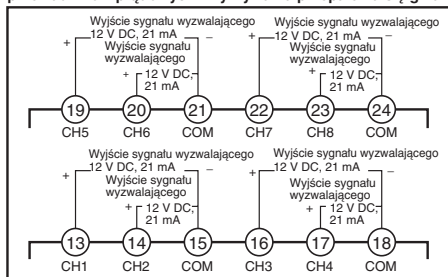 Wyjście sygnału wyzwalającego
12 V DC, 21 mA
Wyjście sygnału
wyzwalającego
12 V DC,
21 mA
+
+
–
Wyjście sygnału wyzwalającego
12 V DC, 21 mA
Wyjście sygnału
wyzwalającego
12 V DC,
21 mA
+
+
–
19 20 21 22 23 24
CH5 CH6 COM CH7 CH8 COM
Wyjście sygnału wyzwalającego
12 V DC, 21 mA
Wyjście sygnału
wyzwalającego
12 V DC,
21 mA
+
+
–
Wyjście sygnału wyzwalającego
12 V DC, 21 mA
Wyjście sygnału
wyzwalającego
12 V DC,
21 mA
+
+
–
13 14 15 16 17 18
CH1 CH2 COM CH3 CH4 COM